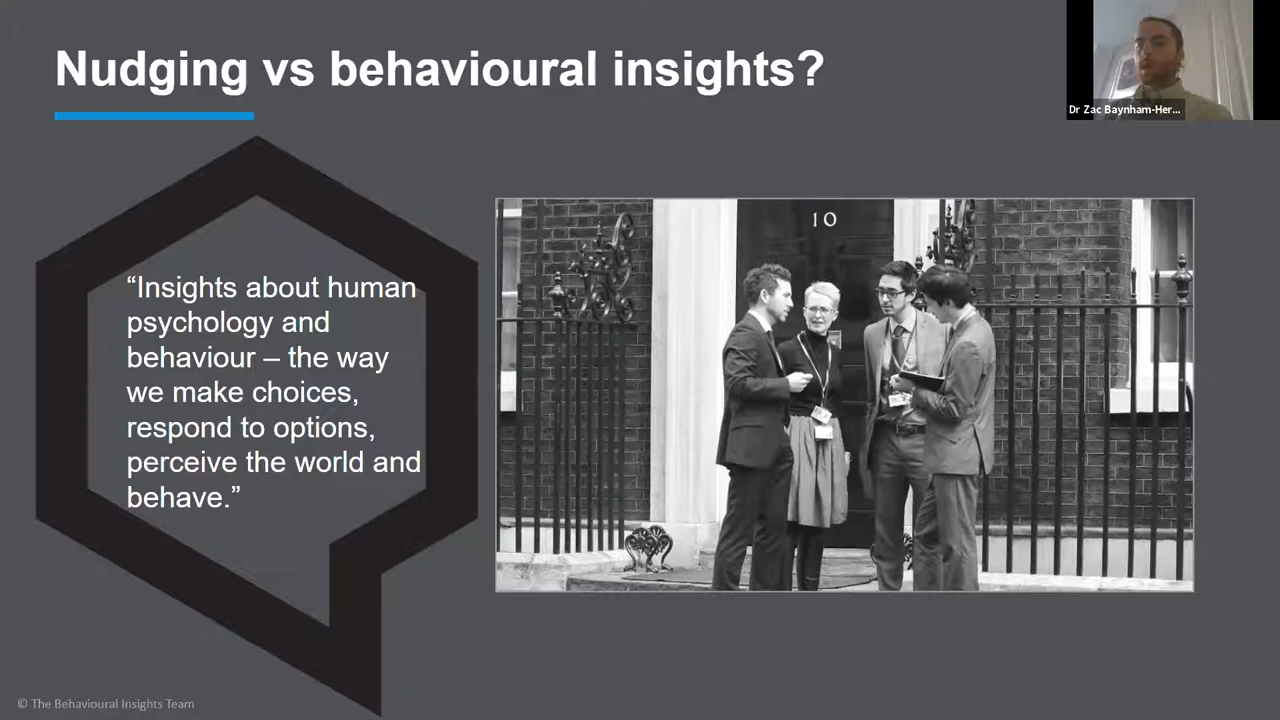 Nudging vs behavioural insights?
Dr Zac Baynham-Her...
“Insights about human
psychology and
behaviour – the way
we make choices,
respond to options,
perceive the world and
behave.”
10
© The Behavioural Insights Team